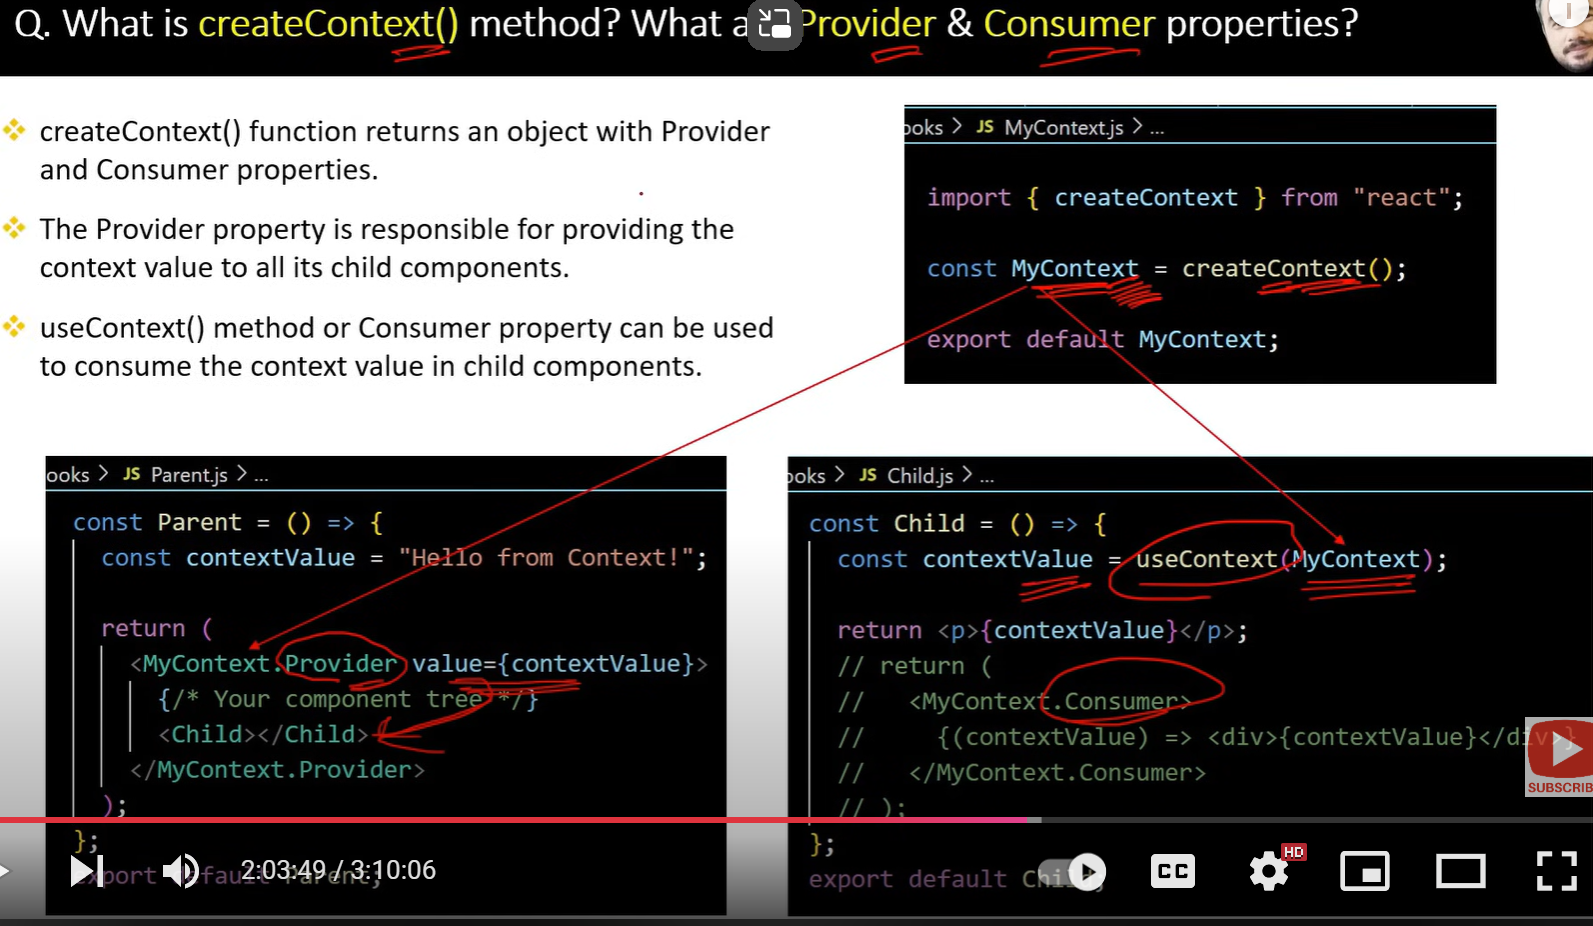 Q. What is createContext() method? What a Provider & Consumer properties?
createContext() function returns an object with Provider
and Consumer properties.
The Provider property is responsible for providing the
context value to all its child components.
useContext() method or Consumer property can be used
to consume the context value in child components.
ooks > JS MyContext.js > ...
import { createContext } from "react";
const MyContext = createContext();
export default MyContext;
ooks > JS Parent.js > ...
const Parent = () => {
const contextValue = "Hello from Context!";
return (
<MyContext.Provider value={contextValue}>
{/* Your component tree */}
<Child></Child>
</MyContext.Provider>
);
};
export default Parent;
ooks > JS Child.js > ...
const Child = () => {
const contextValue = useContext(MyContext);
return <p>{contextValue}</p>;
// return (
// <MyContext.Consumer>
// {(contextValue) => <div>{contextValue}</div>}
// </MyContext.Consumer>
// );
};
export default Child;
SUBSCRIB
2:03:49 / 3:10:06
CC
HD